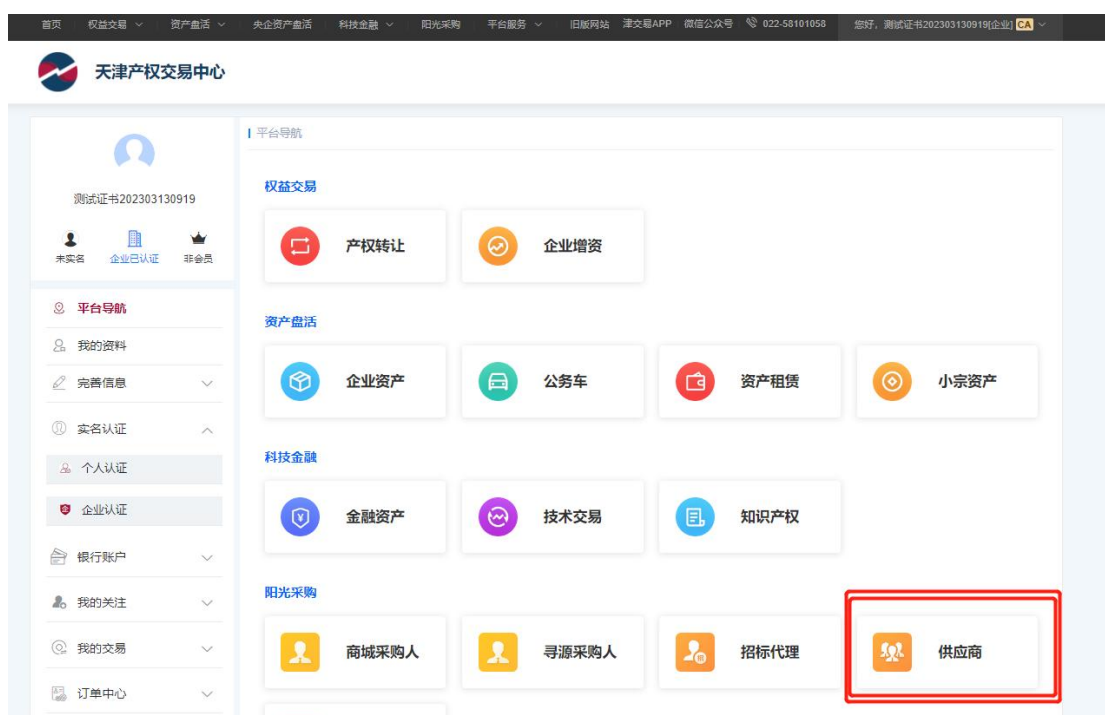 首页 权益交易 资产盘活 央企资产盘活 科技金融 阳光采购 平台服务 旧版网站 津交易APP 微信公众号 022-58101058 您好，测试证书202303130919[企业] CA
天津产权交易中心
平台导航
测试证书202303130919
未实名 企业已认证 非会员
平台导航
我的资料
完善信息
实名认证
个人认证
企业认证
银行账户
我的关注
我的交易
订单中心
权益交易
产权转让 企业增资
资产盘活
企业资产 公务车 资产租赁 小宗资产
科技金融
金融资产 技术交易 知识产权
阳光采购
商城采购人 寻源采购人 招标代理 供应商